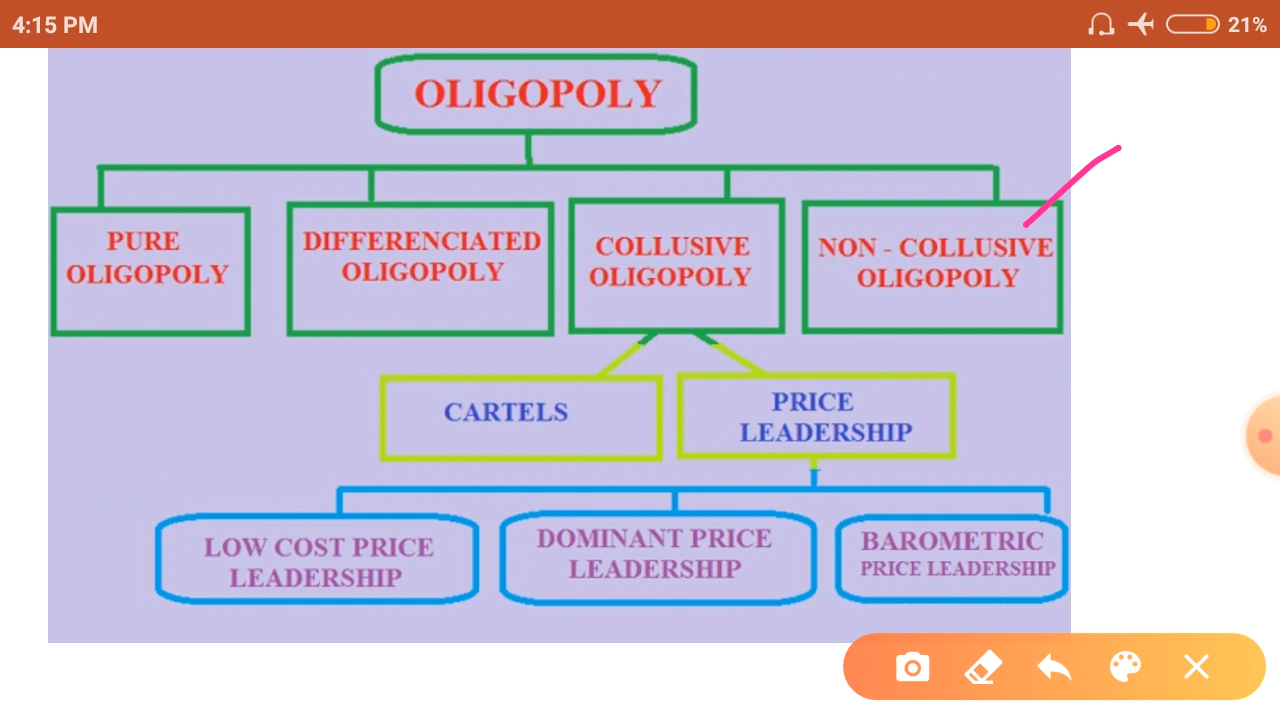 4:15 PM
21%
OLIGOPOLY
PURE
OLIGOPOLY
DIFFERENCIATED
OLIGOPOLY
COLLUSIVE
OLIGOPOLY
NON - COLLUSIVE
OLIGOPOLY
CARTELS
PRICE
LEADERSHIP
LOW COST PRICE
LEADERSHIP
DOMINANT PRICE
LEADERSHIP
BAROMETRIC
PRICE LEADERSHIP